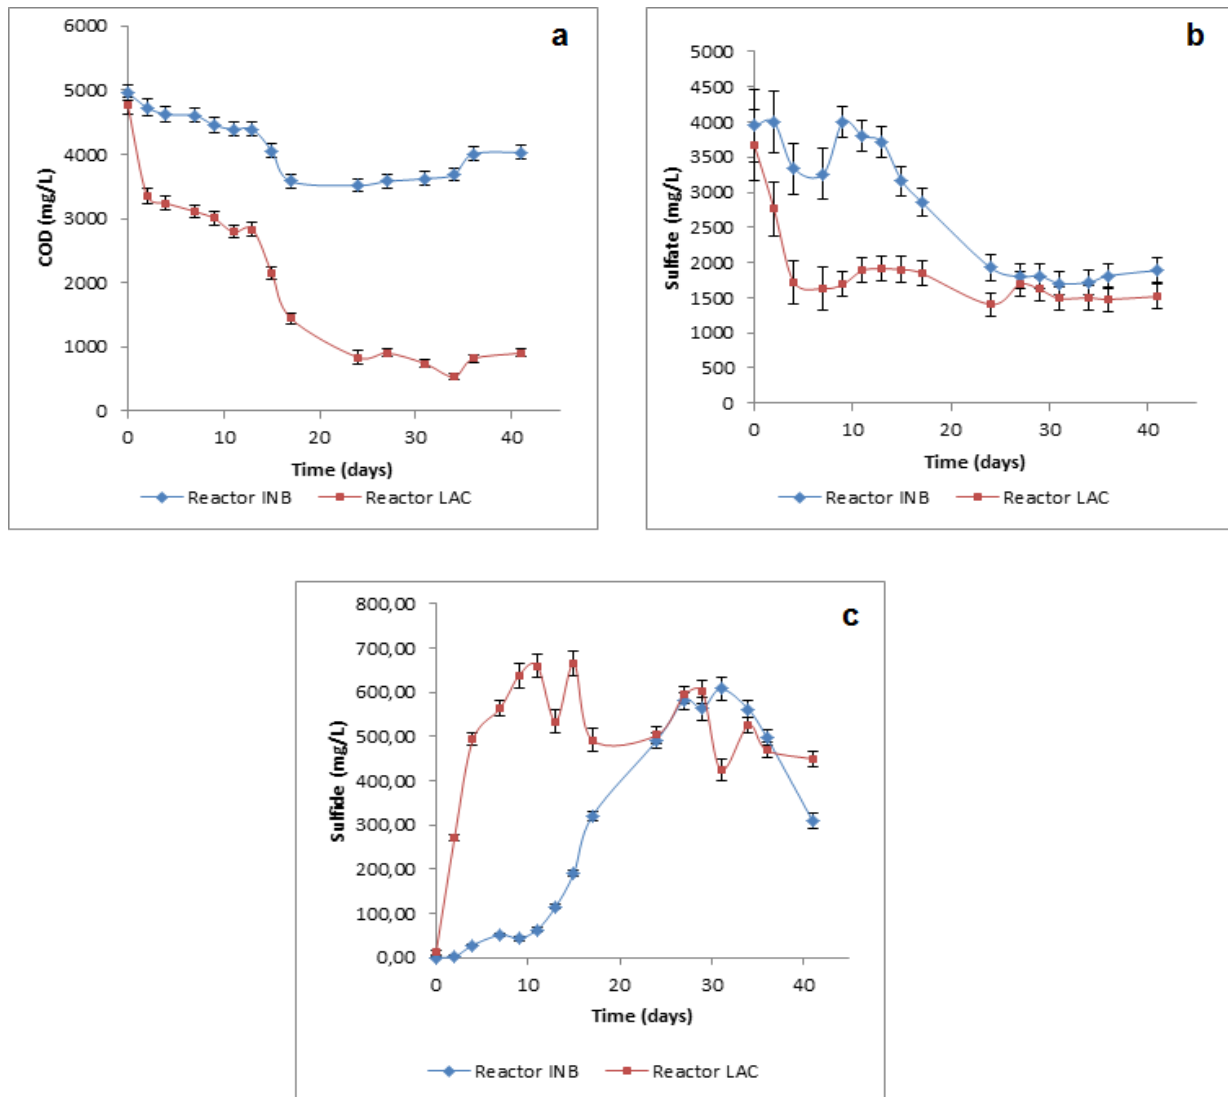 a
6000
5000
4000
3000
2000
1000
0
COD (mg/L)
0 10 20 30 40
Time (days)
Reactor INB Reactor LAC
b
5000
4500
4000
3500
3000
2500
2000
1500
1000
500
0
Sulfate (mg/L)
0 10 20 30 40
Time (days)
Reactor INB Reactor LAC
c
800,00
700,00
600,00
500,00
400,00
300,00
200,00
100,00
0,00
Sulfide (mg/L)
0 10 20 30 40
Time (days)
Reactor INB Reactor LAC